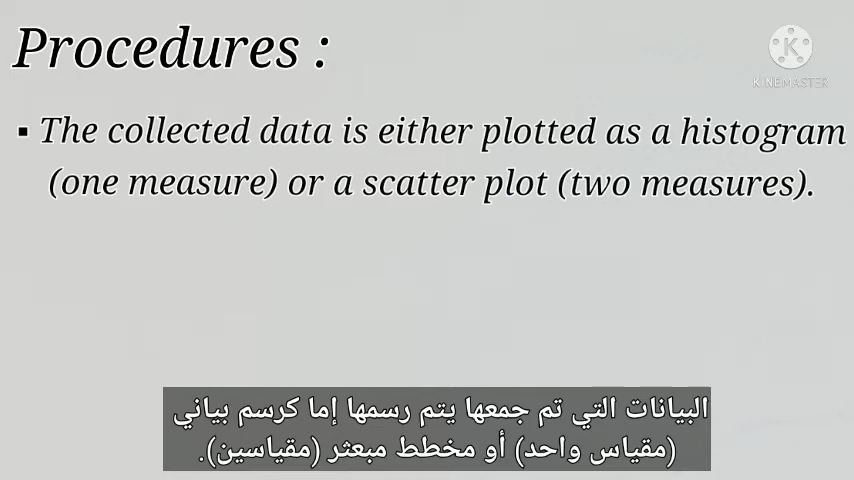 Procedures :
K
KINEMASTER
▪ The collected data is either plotted as a histogram
(one measure) or a scatter plot (two measures).
البيانات التي تم جمعها يتم رسمها إما كرسم بياني
(مقياس واحد) أو مخطط مبعثر (مقياسين).